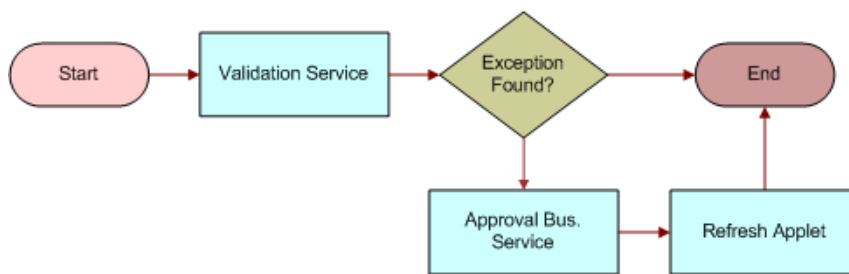 Start
Validation Service
Exception
Found?
End
Approval Bus.
Service
Refresh Applet